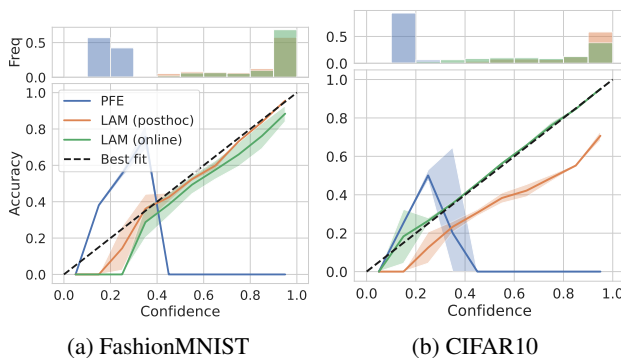 Freq
0.5
0.0
1.0
0.8
0.6
0.4
0.2
0.0
Accuracy
PFE
LAM (posthoc)
LAM (online)
Best fit
0.0 0.2 0.4 0.6 0.8 1.0
Confidence
(a) FashionMNIST
Freq
0.5
0.0
1.0
0.8
0.6
0.4
0.2
0.0
Accuracy
0.0 0.2 0.4 0.6 0.8 1.0
Confidence
(b) CIFAR10